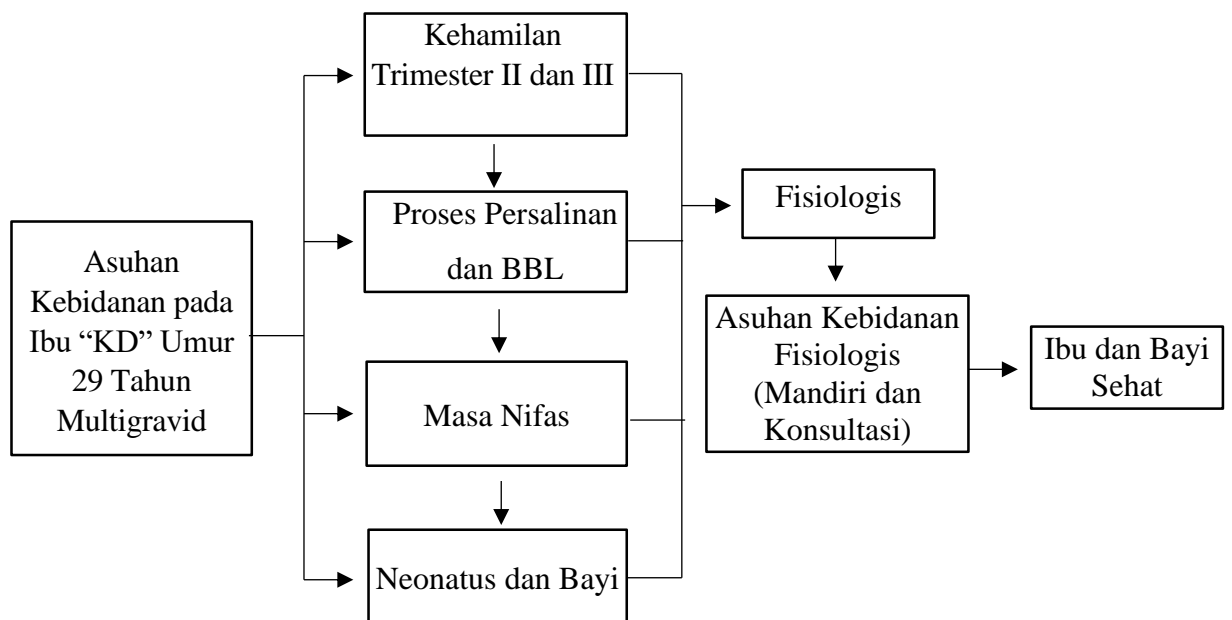 Asuhan
Kebidanan pada
Ibu “KD” Umur
29 Tahun
Multigravid
Kehamilan
Trimester II dan III
Proses Persalinan
dan BBL
Masa Nifas
Neonatus dan Bayi
Fisiologis
Asuhan Kebidanan
Fisiologis
(Mandiri dan
Konsultasi)
Ibu dan Bayi
Sehat